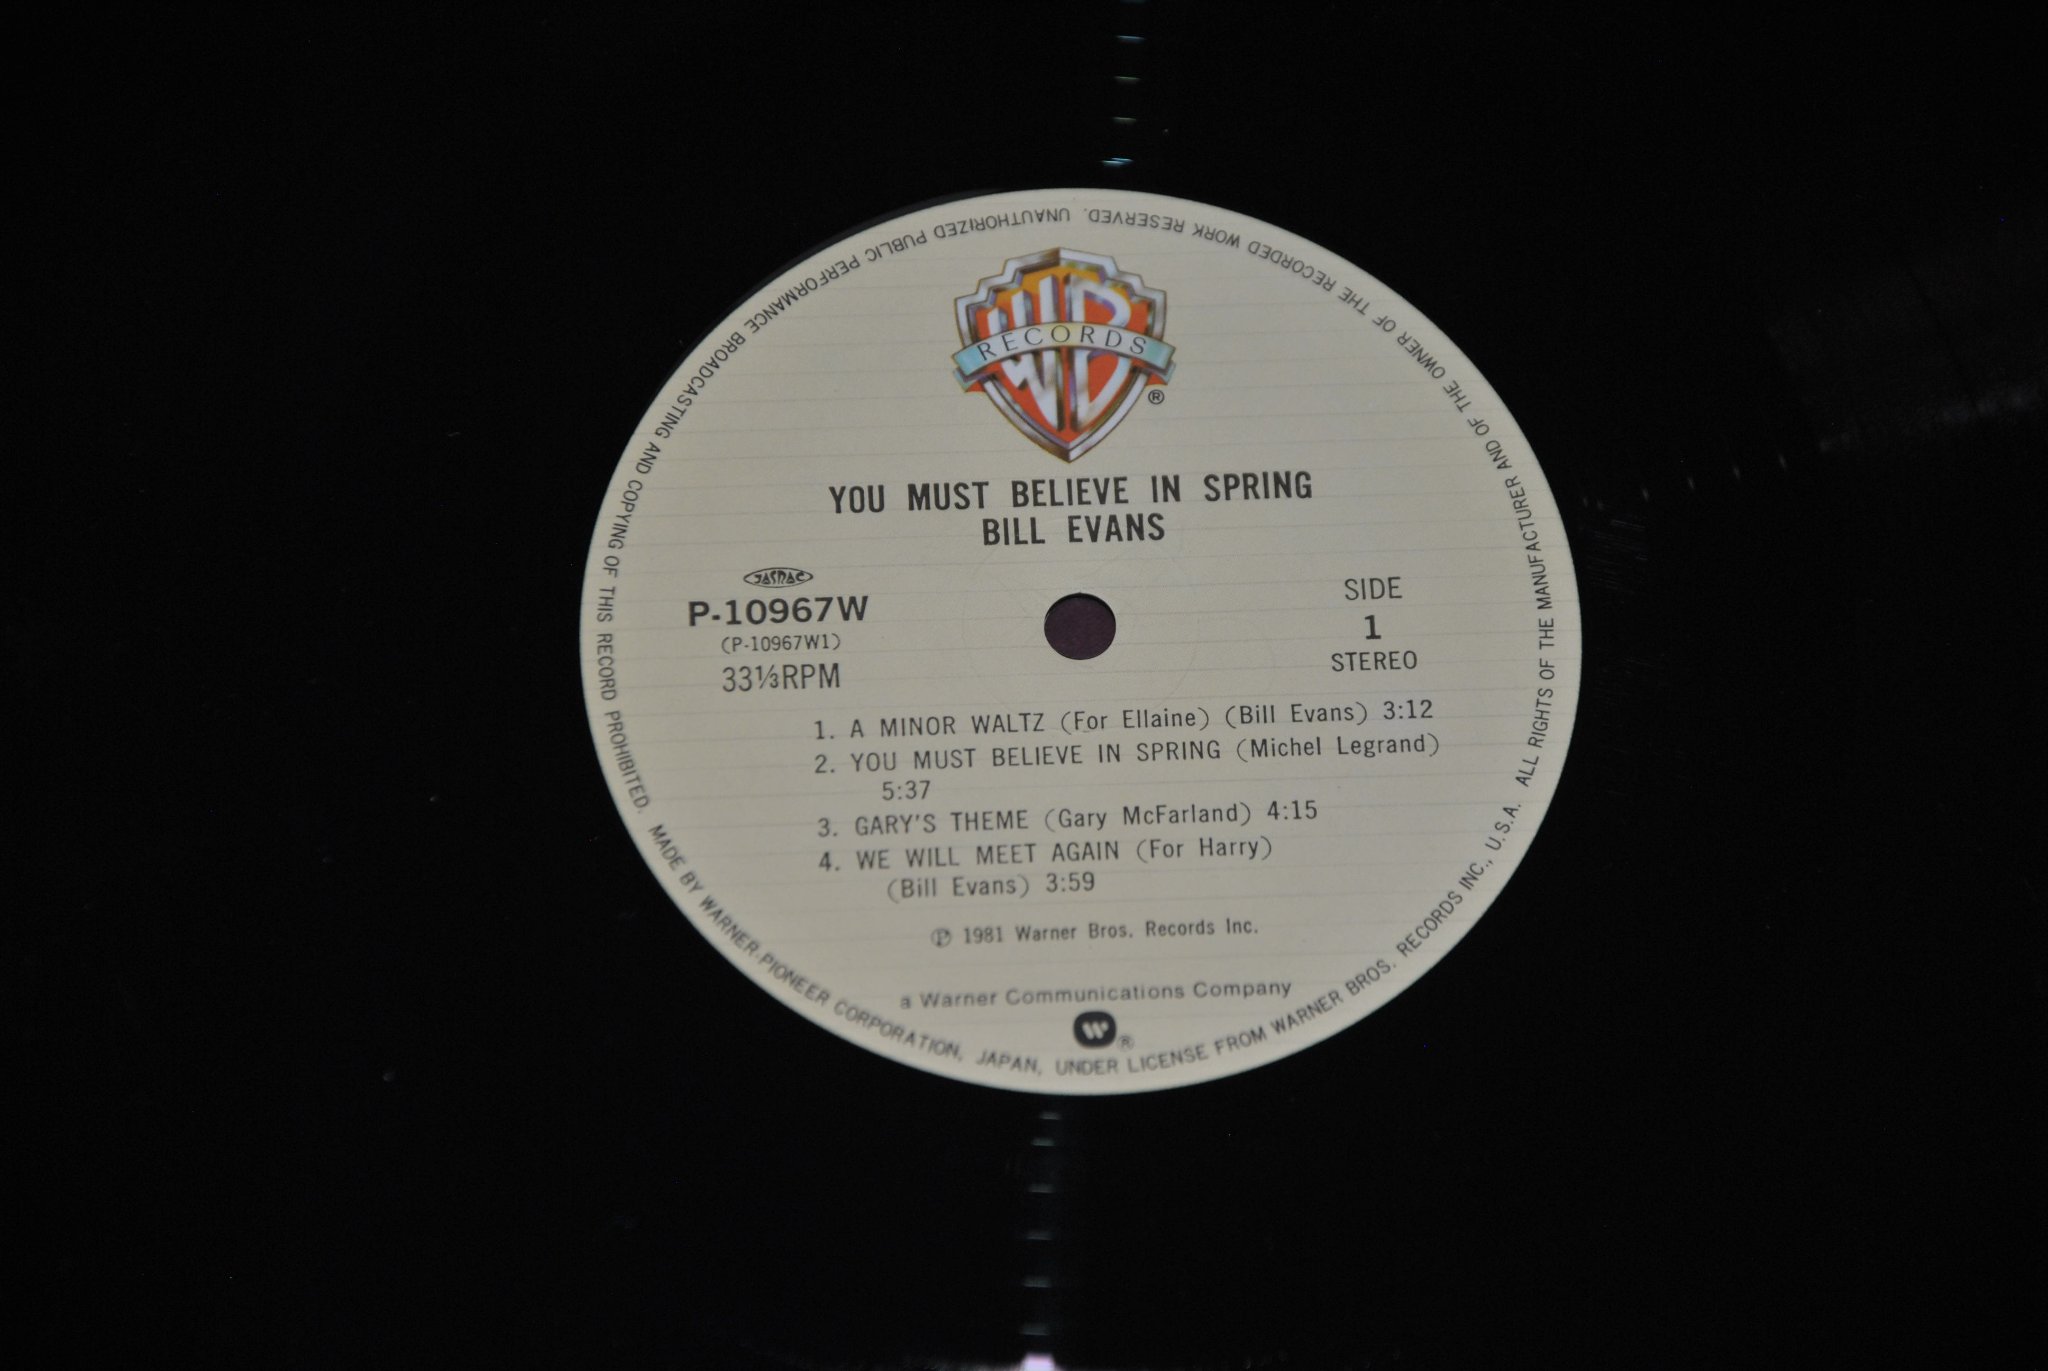 WB
RECORDS
®
YOU MUST BELIEVE IN SPRING
BILL EVANS
JASRAC
P-10967W
(P-10967W1)
33⅓RPM
SIDE
1
STEREO
1. A MINOR WALTZ (For Ellaine) (Bill Evans) 3:12
2. YOU MUST BELIEVE IN SPRING (Michel Legrand)
5:37
3. GARY'S THEME (Gary McFarland) 4:15
4. WE WILL MEET AGAIN (For Harry)
(Bill Evans) 3:59
℗ 1981 Warner Bros. Records Inc.
a Warner Communications Company
W ®
ALL RIGHTS OF THE MANUFACTURER AND OF THE OWNER OF THE RECORDED WORK RESERVED. UNAUTHORIZED PUBLIC PERFORMANCE BROADCASTING AND COPYING OF THIS RECORD PROHIBITED. MADE BY WARNER-PIONEER CORPORATION, JAPAN, UNDER LICENSE FROM WARNER BROS. RECORDS INC., U.S.A.